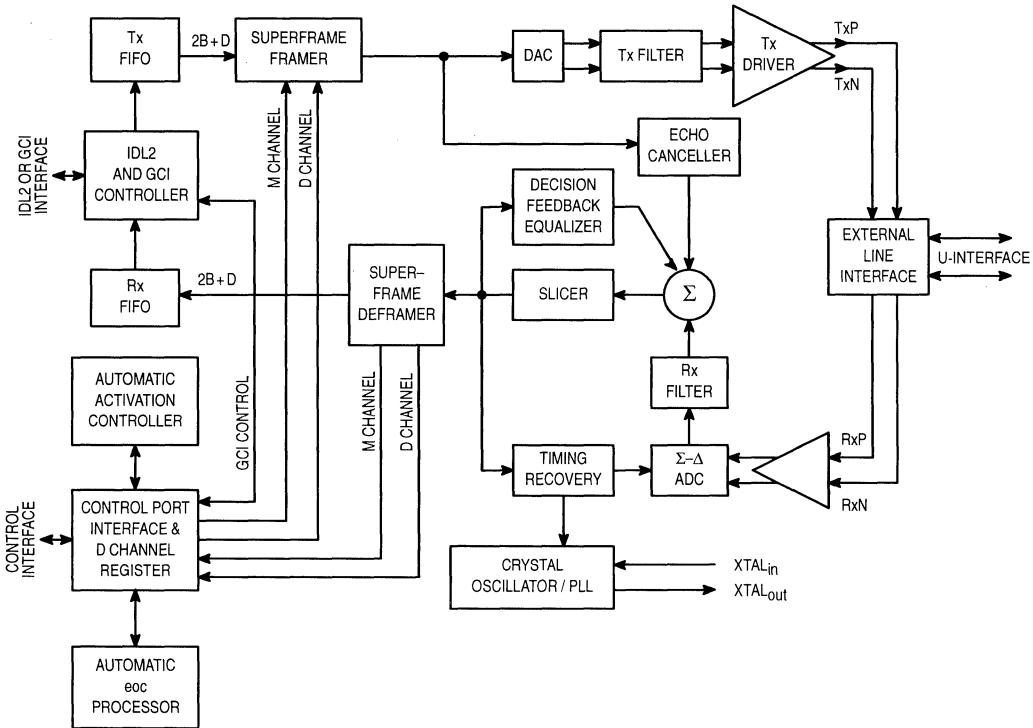 Tx
FIFO
2B+D
SUPERFRAME
FRAMER
DAC
Tx FILTER
Tx
DRIVER
TxP
TxN
IDL2 OR GCI
INTERFACE
IDL2
AND GCI
CONTROLLER
M CHANNEL
D CHANNEL
ECHO
CANCELLER
DECISION
FEEDBACK
EQUALIZER
EXTERNAL
LINE
INTERFACE
U-INTERFACE
Rx
FIFO
2B+D
SUPER–
FRAME
DEFRAMER
SLICER
Σ
Rx
FILTER
AUTOMATIC
ACTIVATION
CONTROLLER
GCI CONTROL
M CHANNEL
D CHANNEL
TIMING
RECOVERY
Σ–Δ
ADC
RxP
RxN
CONTROL
INTERFACE
CONTROL PORT
INTERFACE &
D CHANNEL
REGISTER
CRYSTAL
OSCILLATOR / PLL
XTALin
XTALout
AUTOMATIC
eoc
PROCESSOR